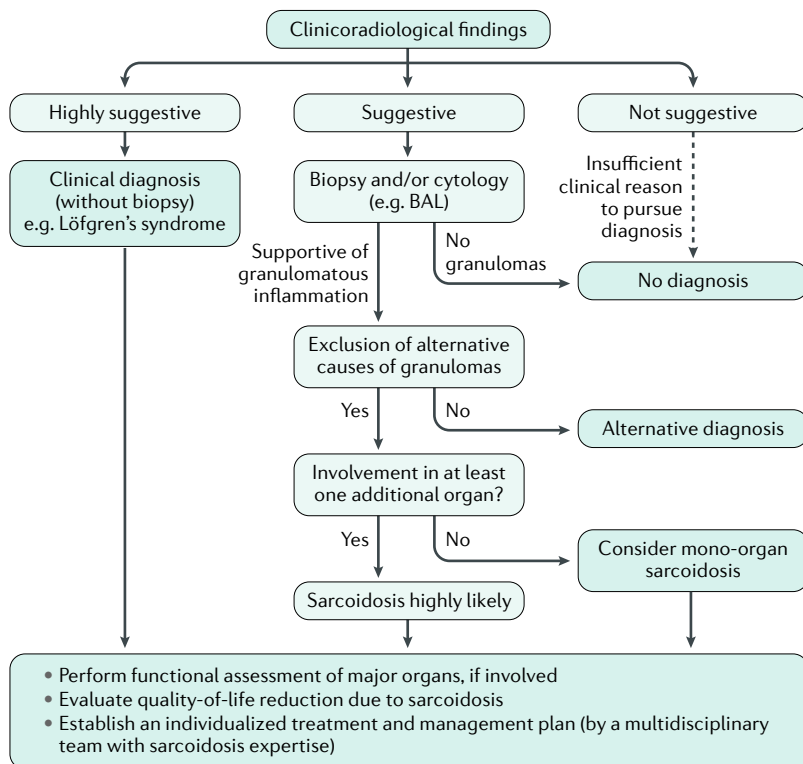 Clinicoradiological findings
Highly suggestive
Suggestive
Not suggestive
Clinical diagnosis
(without biopsy)
e.g. Löfgren's syndrome
Biopsy and/or cytology
(e.g. BAL)
Insufficient
clinical reason
to pursue
diagnosis
Supportive of
granulomatous
inflammation
No
granulomas
No diagnosis
Exclusion of alternative
causes of granulomas
Yes
No
Alternative diagnosis
Involvement in at least
one additional organ?
Yes
No
Consider mono-organ
sarcoidosis
Sarcoidosis highly likely
• Perform functional assessment of major organs, if involved
• Evaluate quality-of-life reduction due to sarcoidosis
• Establish an individualized treatment and management plan (by a multidisciplinary
team with sarcoidosis expertise)